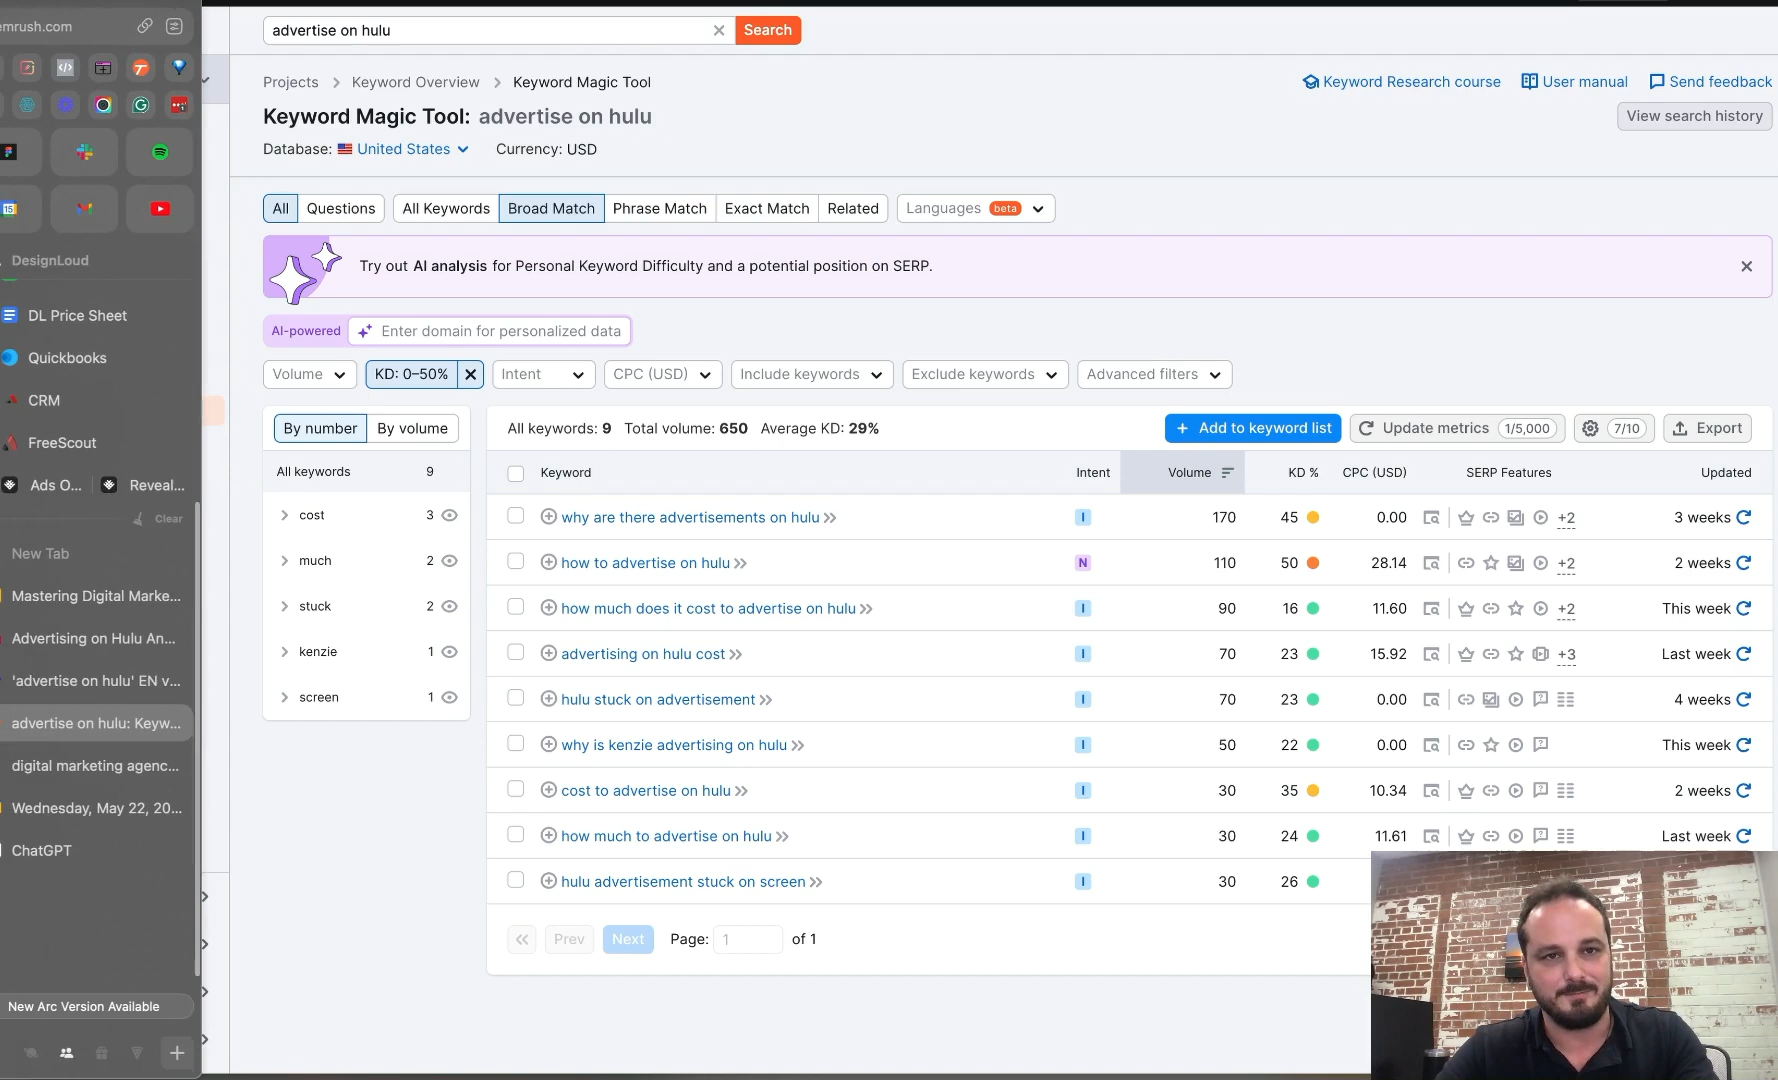 emrush.com
advertise on hulu
Search
Projects
Keyword Overview
Keyword Magic Tool
Keyword Research course
User manual
Send feedback
Keyword Magic Tool: advertise on hulu
View search history
Database: United States
Currency: USD
All
Questions
All Keywords
Broad Match
Phrase Match
Exact Match
Related
Languages beta
Try out AI analysis for Personal Keyword Difficulty and a potential position on SERP.
AI-powered
Enter domain for personalized data
Volume
KD: 0–50%
Intent
CPC (USD)
Include keywords
Exclude keywords
Advanced filters
By number
By volume
All keywords 9
cost 3
much 2
stuck 2
kenzie 1
screen 1
All keywords: 9 Total volume: 650 Average KD: 29%
+ Add to keyword list
Update metrics 1/5,000
7/10
Export
Keyword Intent Volume KD % CPC (USD) SERP Features Updated
why are there advertisements on hulu I 170 45 0.00 +2 3 weeks
how to advertise on hulu N 110 50 28.14 +2 2 weeks
how much does it cost to advertise on hulu I 90 16 11.60 +2 This week
advertising on hulu cost I 70 23 15.92 +3 Last week
hulu stuck on advertisement I 70 23 0.00 4 weeks
why is kenzie advertising on hulu I 50 22 0.00 This week
cost to advertise on hulu I 30 35 10.34 2 weeks
how much to advertise on hulu I 30 24 11.61 Last week
hulu advertisement stuck on screen I 30 26
Prev
Next
Page: 1 of 1
15
DesignLoud
DL Price Sheet
Quickbooks
CRM
FreeScout
Ads O...
Reveal...
Clear
New Tab
Mastering Digital Marke...
Advertising on Hulu An...
'advertise on hulu' EN v...
advertise on hulu: Keyw...
digital marketing agenc...
Wednesday, May 22, 20...
ChatGPT
New Arc Version Available